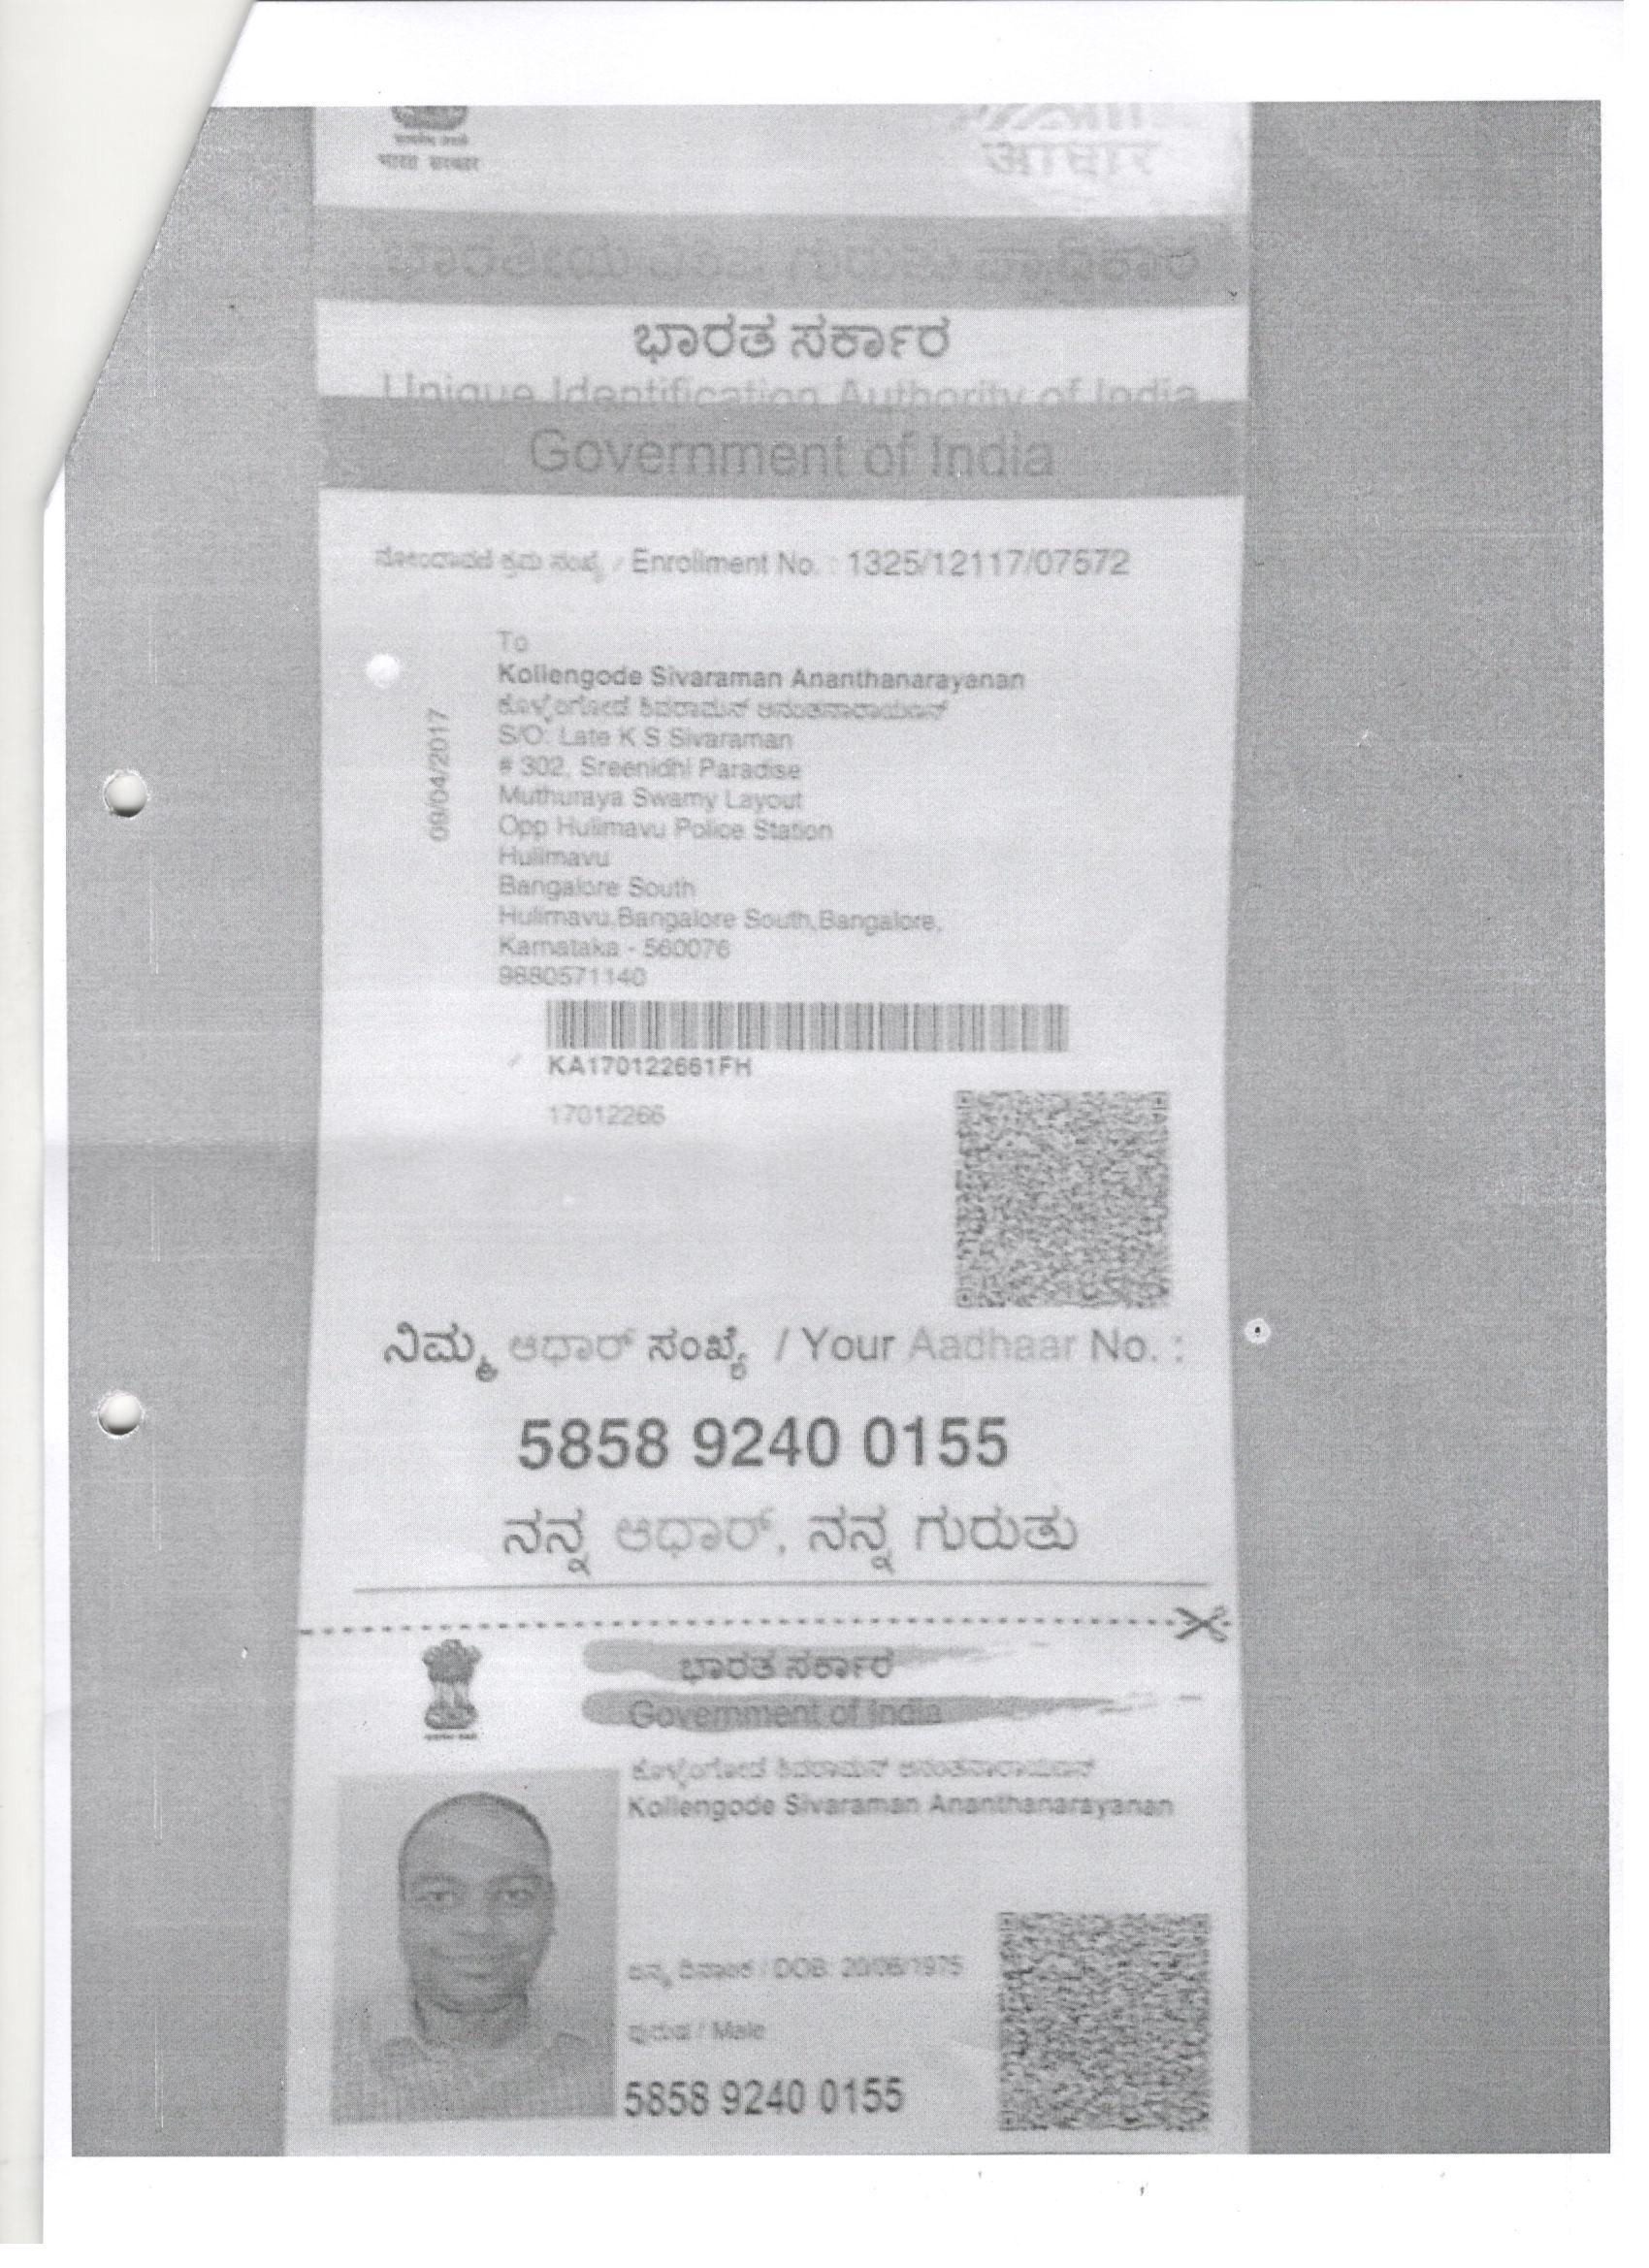 भारत सरकार
आधार
ಭಾರತೀಯ ವಿಶಿಷ್ಟ ಗುರುತು ಪ್ರಾಧಿಕಾರ
ಭಾರತ ಸರ್ಕಾರ
Unique Identification Authority of India
Government of India
ನೋಂದಾವಣೆ ಕ್ರಮ ಸಂಖ್ಯೆ / Enrollment No. : 1325/12117/07572
To
Kollengode Sivaraman Ananthanarayanan
ಕೊಳ್ಳೆಂಗೋಡೆ ಶಿವರಾಮನ್ ಅನಂತನಾರಾಯಣನ್
S/O: Late K S Sivaraman
# 302, Sreenidhi Paradise
Muthuraya Swamy Layout
Opp Hulimavu Police Station
Hulimavu
Bangalore South
Hulimavu,Bangalore South,Bangalore,
Karnataka - 560076
9880571140
09/04/2017
KA170122661FH
17012266
ನಿಮ್ಮ ಆಧಾರ್ ಸಂಖ್ಯೆ / Your Aadhaar No. :
5858 9240 0155
ನನ್ನ ಆಧಾರ್, ನನ್ನ ಗುರುತು
ಭಾರತ ಸರ್ಕಾರ
Government of India
ಕೊಳ್ಳೆಂಗೋಡೆ ಶಿವರಾಮನ್ ಅನಂತನಾರಾಯಣನ್
Kollengode Sivaraman Ananthanarayanan
ಜನ್ಮ ದಿನಾಂಕ / DOB: 20/06/1975
ಪುರುಷ / Male
5858 9240 0155